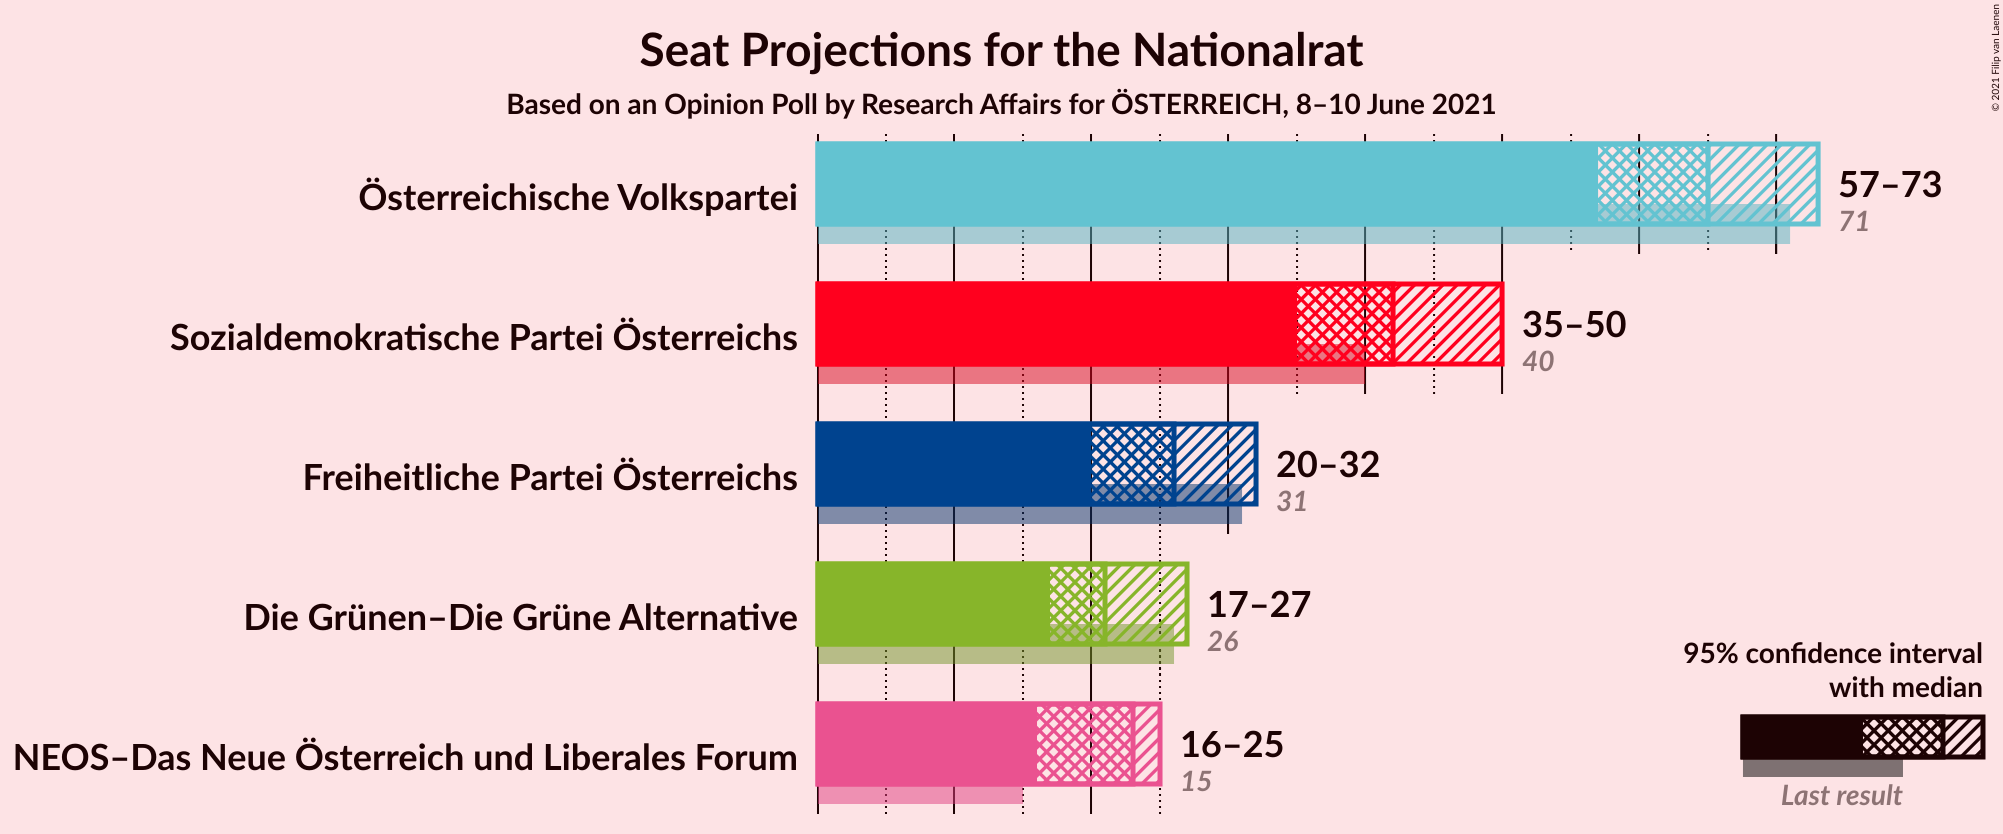 Seat Projections for the Nationalrat
Based on an Opinion Poll by Research Affairs for ÖSTERREICH, 8–10 June 2021
© 2021 Filip van Laenen
Österreichische Volkspartei
57–73
71
Sozialdemokratische Partei Österreichs
35–50
40
Freiheitliche Partei Österreichs
20–32
31
Die Grünen–Die Grüne Alternative
17–27
26
NEOS–Das Neue Österreich und Liberales Forum
16–25
15
95% confidence interval
with median
Last result